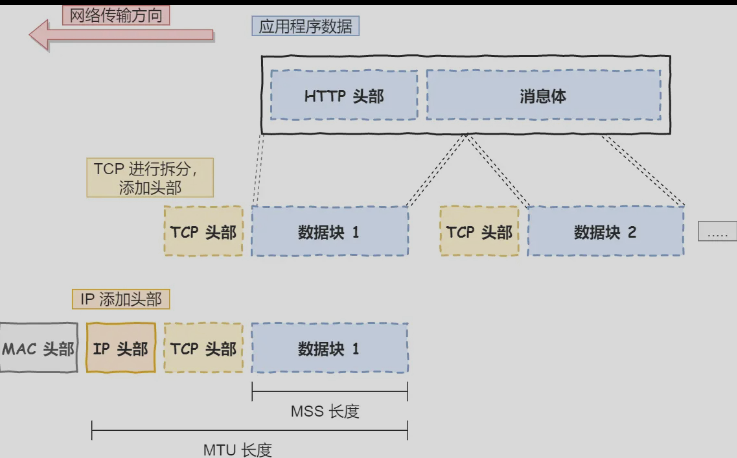 网络传输方向
应用程序数据
HTTP 头部
消息体
TCP 进行拆分,
添加头部
TCP 头部
数据块 1
TCP 头部
数据块 2
.....
IP 添加头部
MAC 头部
IP 头部
TCP 头部
数据块 1
MSS 长度
MTU 长度